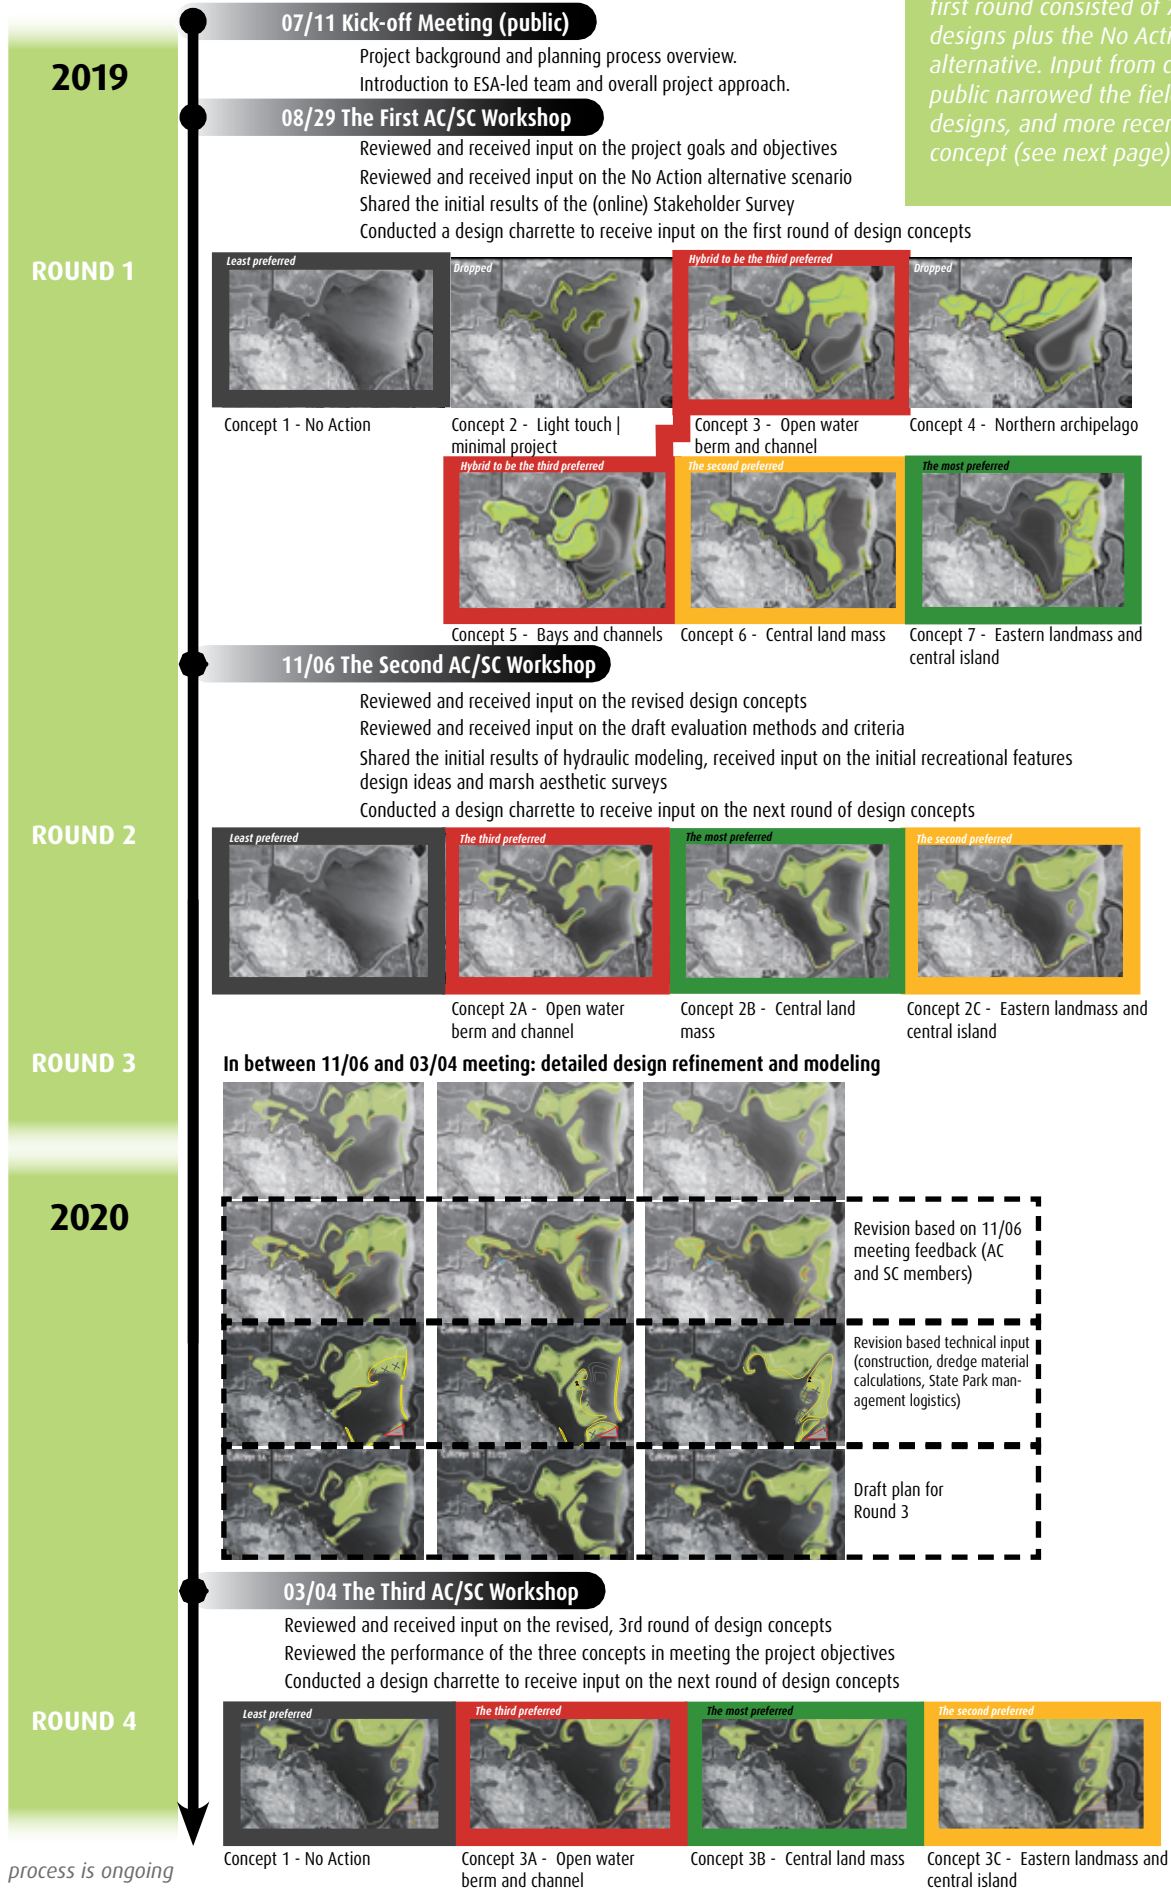 first round consisted of
designs plus the No
alternative. Input from
public narrowed the
designs, and more
concept (see next page)
2019
07/11 Kick-off Meeting (public)
Project background and planning process overview.
Introduction to ESA-led team and overall project approach.
08/29 The First AC/SC Workshop
Reviewed and received input on the project goals and objectives
Reviewed and received input on the No Action alternative scenario
Shared the initial results of the (online) Stakeholder Survey
Conducted a design charrette to receive input on the first round of design concepts
ROUND 1
Least preferred
Dropped
Hybrid to be the third preferred
Dropped
Concept 1 - No Action
Concept 2 - Light touch |
minimal project
Concept 3 - Open water
berm and channel
Concept 4 - Northern archipelago
Hybrid to be the third preferred
The second preferred
The most preferred
Concept 5 - Bays and channels
Concept 6 - Central land mass
Concept 7 - Eastern landmass and
central island
11/06 The Second AC/SC Workshop
Reviewed and received input on the revised design concepts
Reviewed and received input on the draft evaluation methods and criteria
Shared the initial results of hydraulic modeling, received input on the initial recreational features
design ideas and marsh aesthetic surveys
Conducted a design charrette to receive input on the next round of design concepts
ROUND 2
Least preferred
The third preferred
The most preferred
The second preferred
Concept 2A - Open water
berm and channel
Concept 2B - Central land
mass
Concept 2C - Eastern landmass and
central island
ROUND 3
In between 11/06 and 03/04 meeting: detailed design refinement and modeling
2020
Revision based on 11/06
meeting feedback (AC
and SC members)
Revision based technical input
(construction, dredge material
calculations, State Park man-
agement logistics)
Draft plan for
Round 3
03/04 The Third AC/SC Workshop
Reviewed and received input on the revised, 3rd round of design concepts
Reviewed the performance of the three concepts in meeting the project objectives
Conducted a design charrette to receive input on the next round of design concepts
ROUND 4
Least preferred
The third preferred
The most preferred
The second preferred
Concept 1 - No Action
Concept 3A - Open water
berm and channel
Concept 3B - Central land mass
Concept 3C - Eastern landmass and
central island
process is ongoing